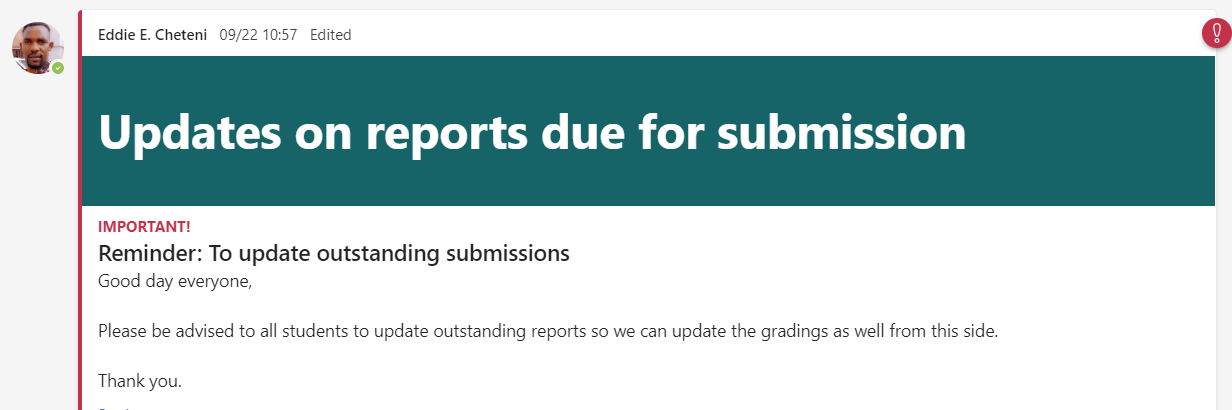 Eddie E. Cheteni 09/22 10:57 Edited
Updates on reports due for submission
IMPORTANT!
Reminder: To update outstanding submissions
Good day everyone,
Please be advised to all students to update outstanding reports so we can update the gradings as well from this side.
Thank you.